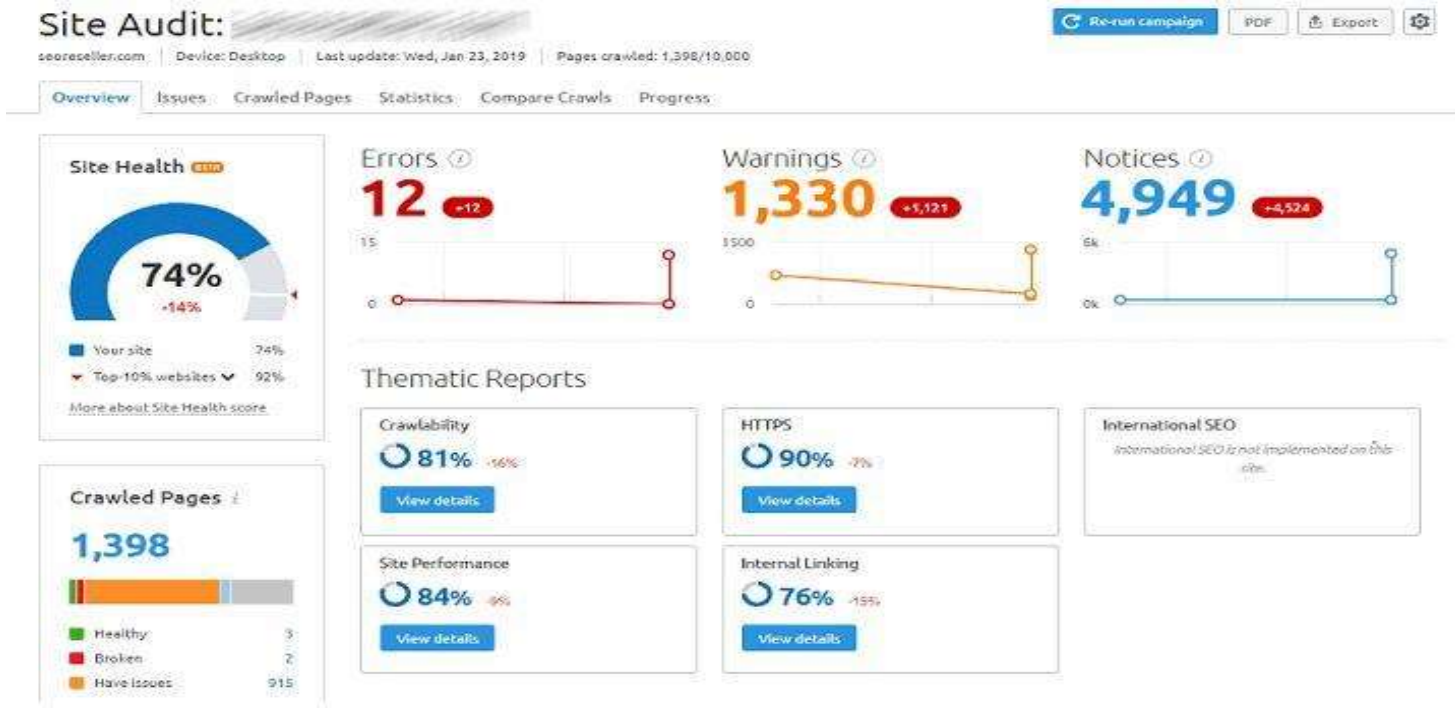 Site Audit:
Re-run campaign
PDF
Export
seoreseller.com
Device: Desktop
Last update: Wed, Jan 23, 2019
Pages crawled: 1,398/10,000
Overview
Issues
Crawled Pages
Statistics
Compare Crawls
Progress
Site Health BETA
74%
-14%
Your site 74%
Top-10% websites 92%
More about Site Health score
Errors i
12 +12
15
0
Warnings i
1,330 +1,121
1500
0
Notices i
4,949 +4,524
6k
0k
Thematic Reports
Crawlability
81% -16%
View details
HTTPS
90% -7%
View details
International SEO
International SEO is not implemented on this
site.
Site Performance
84% -9%
View details
Internal Linking
76% -15%
View details
Crawled Pages i
1,398
Healthy 3
Broken 2
Have issues 915